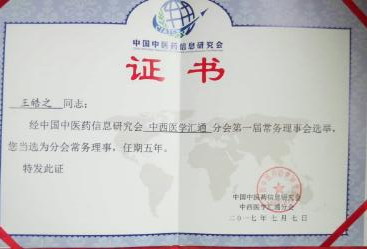 中国中医药信息研究会
证书
王皓之 同志：
经中国中医药信息研究会 中西医学汇通 分会第一届常务理事会选举，
您当选为分会常务理事，任期五年。
特发此证
中国中医药信息研究会
中西医学汇通分会
二〇一七年七月七日